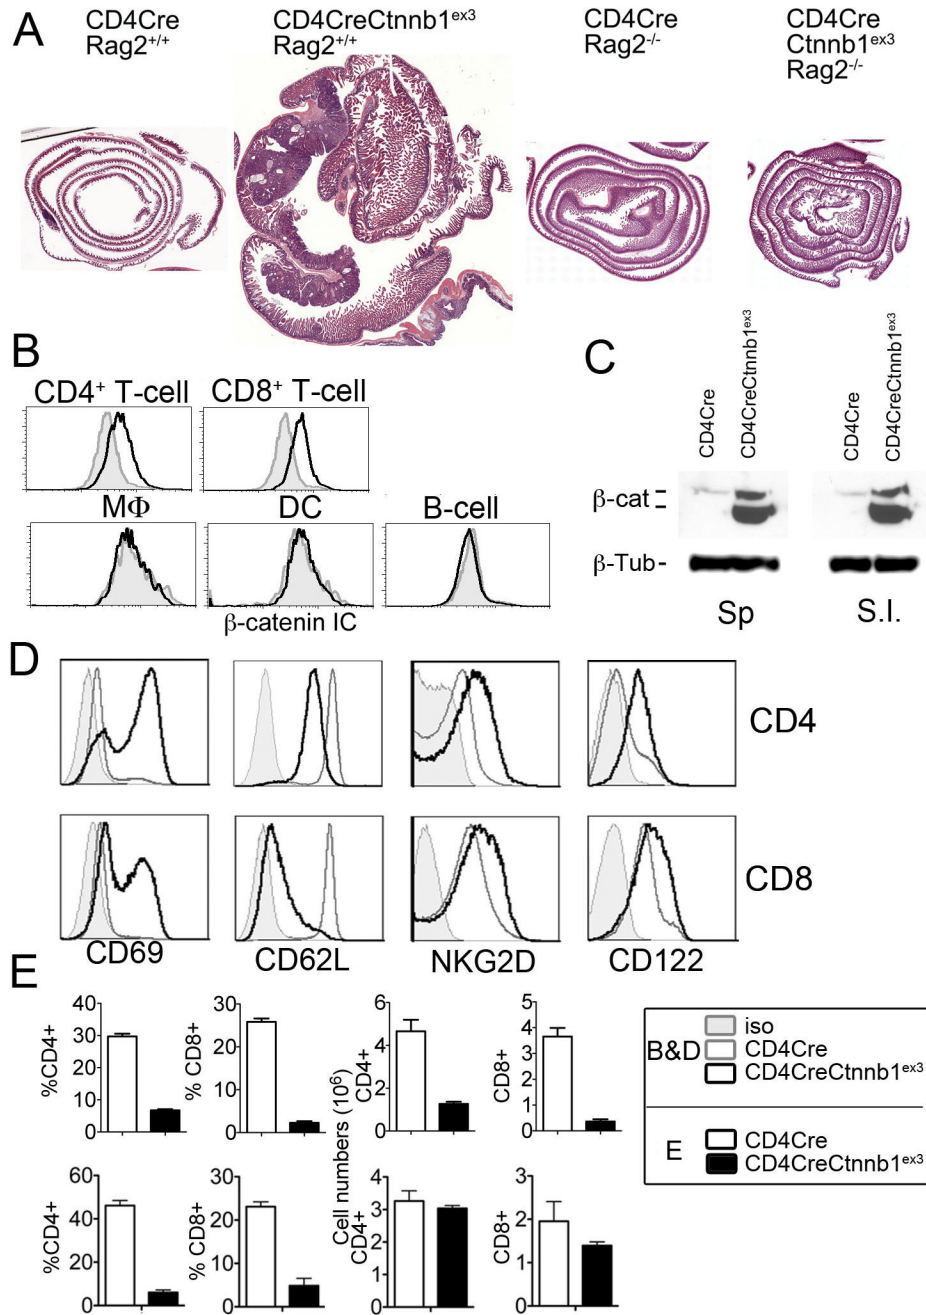 A
CD4Cre
Rag2+/+
CD4CreCtnnb1ex3
Rag2+/+
CD4Cre
Rag2-/-
CD4Cre
Ctnnb1ex3
Rag2-/-
B
CD4+ T-cell
CD8+ T-cell
MΦ
DC
B-cell
β-catenin IC
C
CD4Cre
CD4CreCtnnb1ex3
CD4Cre
CD4CreCtnnb1ex3
β-cat
β-Tub
Sp
S.I.
D
CD4
CD8
CD69
CD62L
NKG2D
CD122
E
%CD4+
40
30
20
10
0
% CD8+
30
20
10
0
Cell numbers (10⁶)
CD4+
6
4
2
0
CD8+
5
4
3
2
1
0
%CD4+
60
40
20
0
% CD8+
30
20
10
0
CD4+
4
3
2
1
0
CD8+
3
2
1
0
B&D
iso
CD4Cre
CD4CreCtnnb1ex3
E
CD4Cre
CD4CreCtnnb1ex3